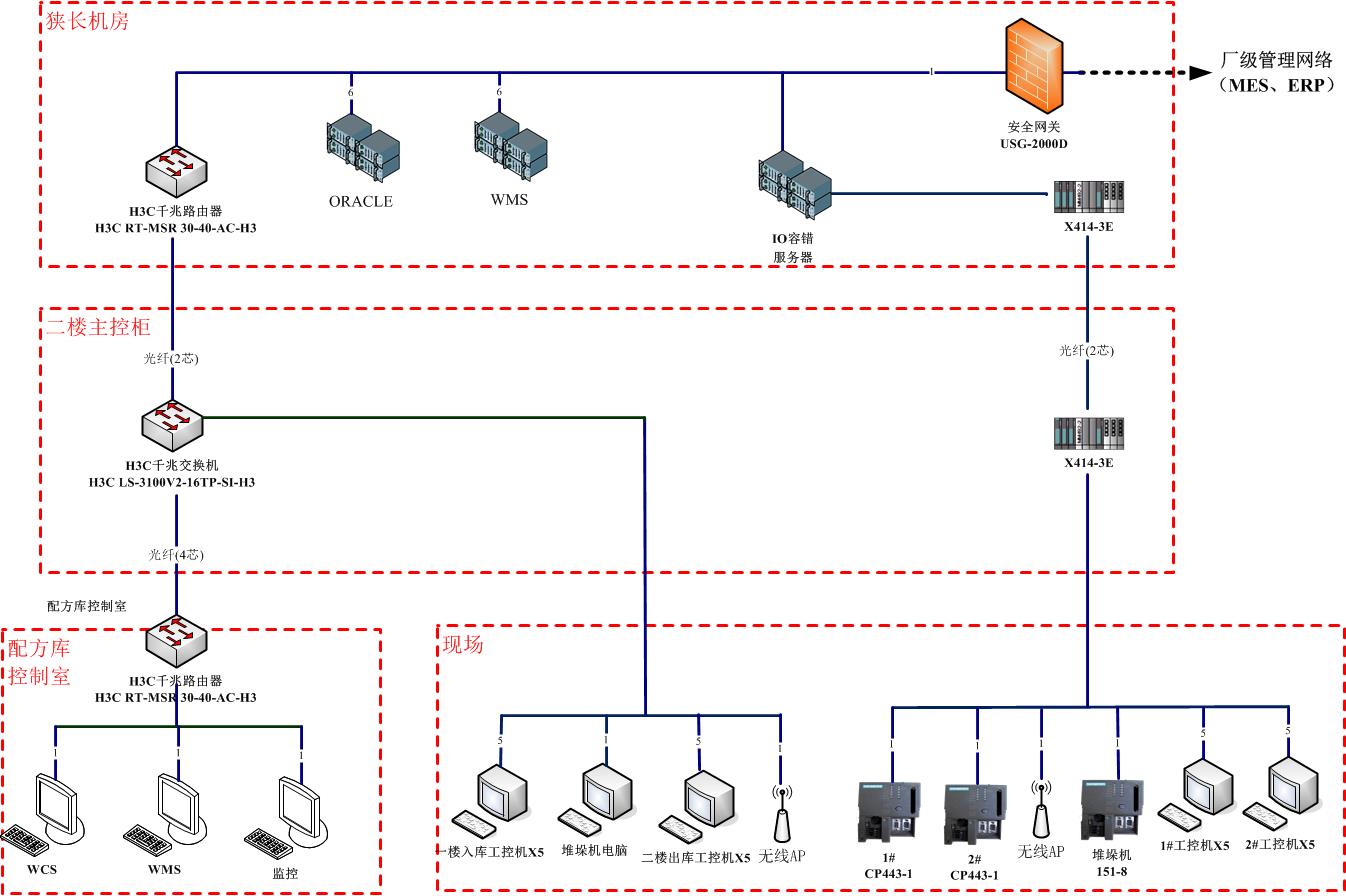 狭长机房
厂级管理网络
（MES、ERP）
1
6
6
安全网关
USG-2000D
ORACLE
WMS
H3C千兆路由器
H3C RT-MSR 30-40-AC-H3
IO容错
服务器
X414-3E
二楼主控柜
光纤(2芯)
光纤(2芯)
H3C千兆交换机
H3C LS-3100V2-16TP-SI-H3
X414-3E
光纤(4芯)
配方库控制室
配方库
控制室
H3C千兆路由器
H3C RT-MSR 30-40-AC-H3
1
1
1
WCS
WMS
监控
现场
5
1
5
1
一楼入库工控机X5
堆垛机电脑
二楼出库工控机X5
无线AP
1
1
1
1
5
5
1#
CP443-1
2#
CP443-1
无线AP
堆垛机
151-8
1#工控机X5
2#工控机X5